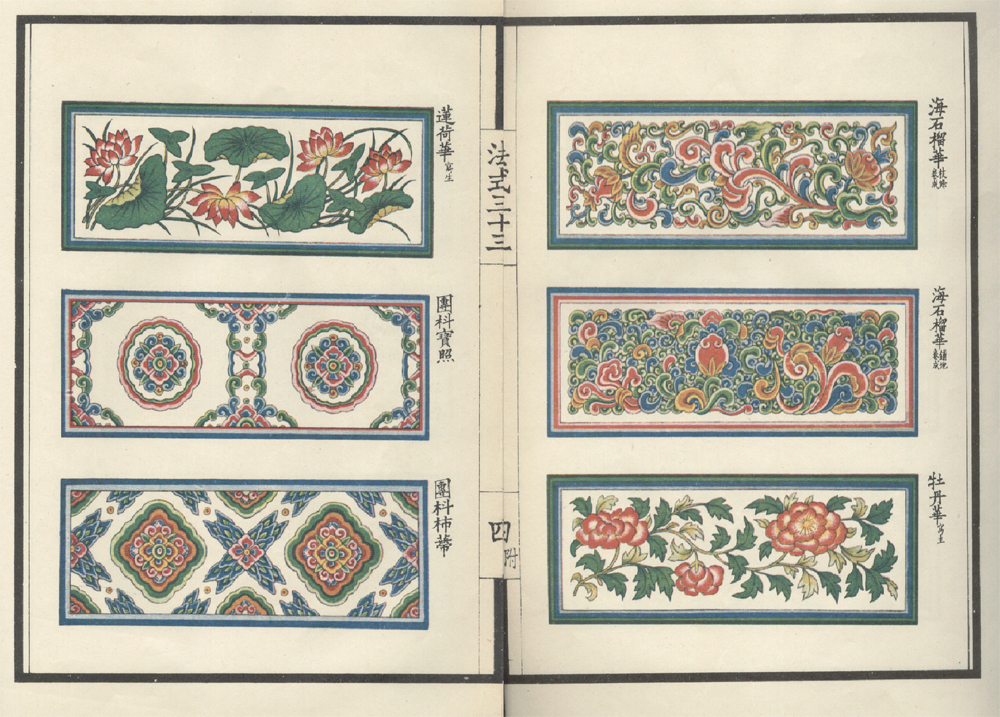 海石榴華枝條卷成
海石榴華鋪地卷成
牡丹華寫生
法式三十三
四
附
蓮荷華寫生
團科寶照
團科柿蔕